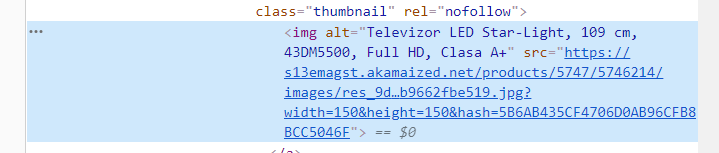 class="thumbnail" rel="nofollow">
<img alt="Televizor LED Star-Light, 109 cm,
43DM5500, Full HD, Clasa A+" src="https://
s13emagst.akamaized.net/products/5747/5746214/
images/res_9d…b9662fbe519.jpg?
width=150&height=150&hash=5B6AB435CF4706D0AB96CFB8
BCC5046F"> == $0
</a>